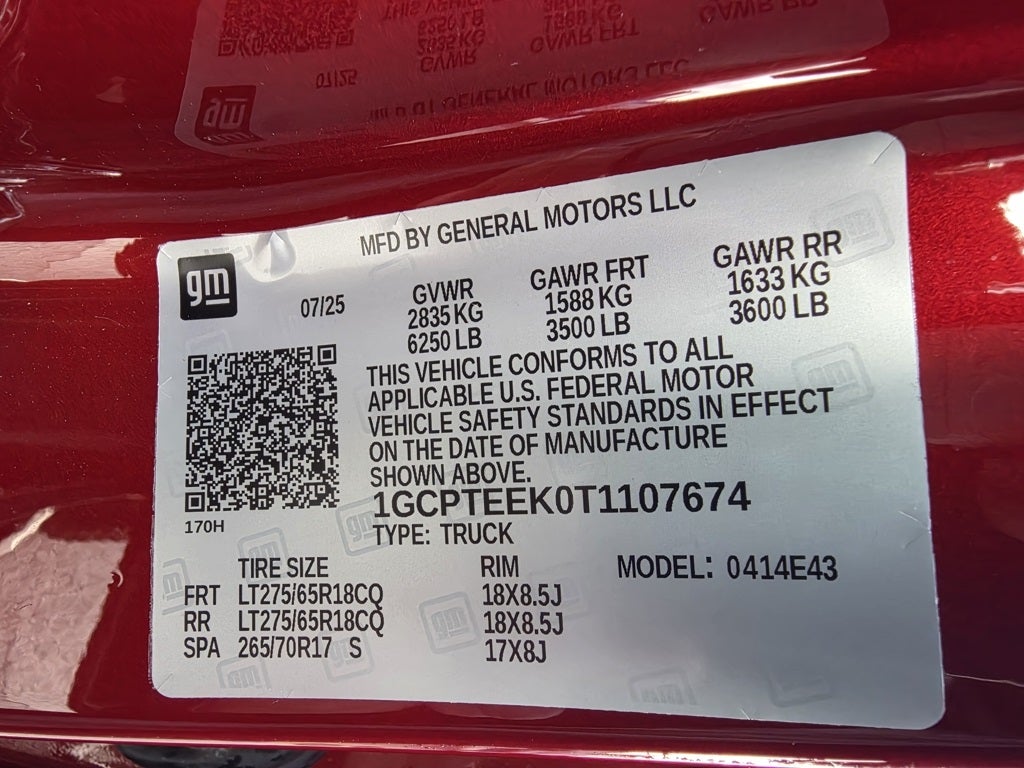 MFD BY GENERAL MOTORS LLC
gm
07/25
GVWR
2835 KG
6250 LB
GAWR FRT
1588 KG
3500 LB
GAWR RR
1633 KG
3600 LB
THIS VEHICLE CONFORMS TO ALL
APPLICABLE U.S. FEDERAL MOTOR
VEHICLE SAFETY STANDARDS IN EFFECT
ON THE DATE OF MANUFACTURE
SHOWN ABOVE.
1GCPTEEK0T1107674
TYPE: TRUCK
170H
TIRE SIZE RIM MODEL: 0414E43
FRT LT275/65R18CQ 18X8.5J
RR LT275/65R18CQ 18X8.5J
SPA 265/70R17 S 17X8J